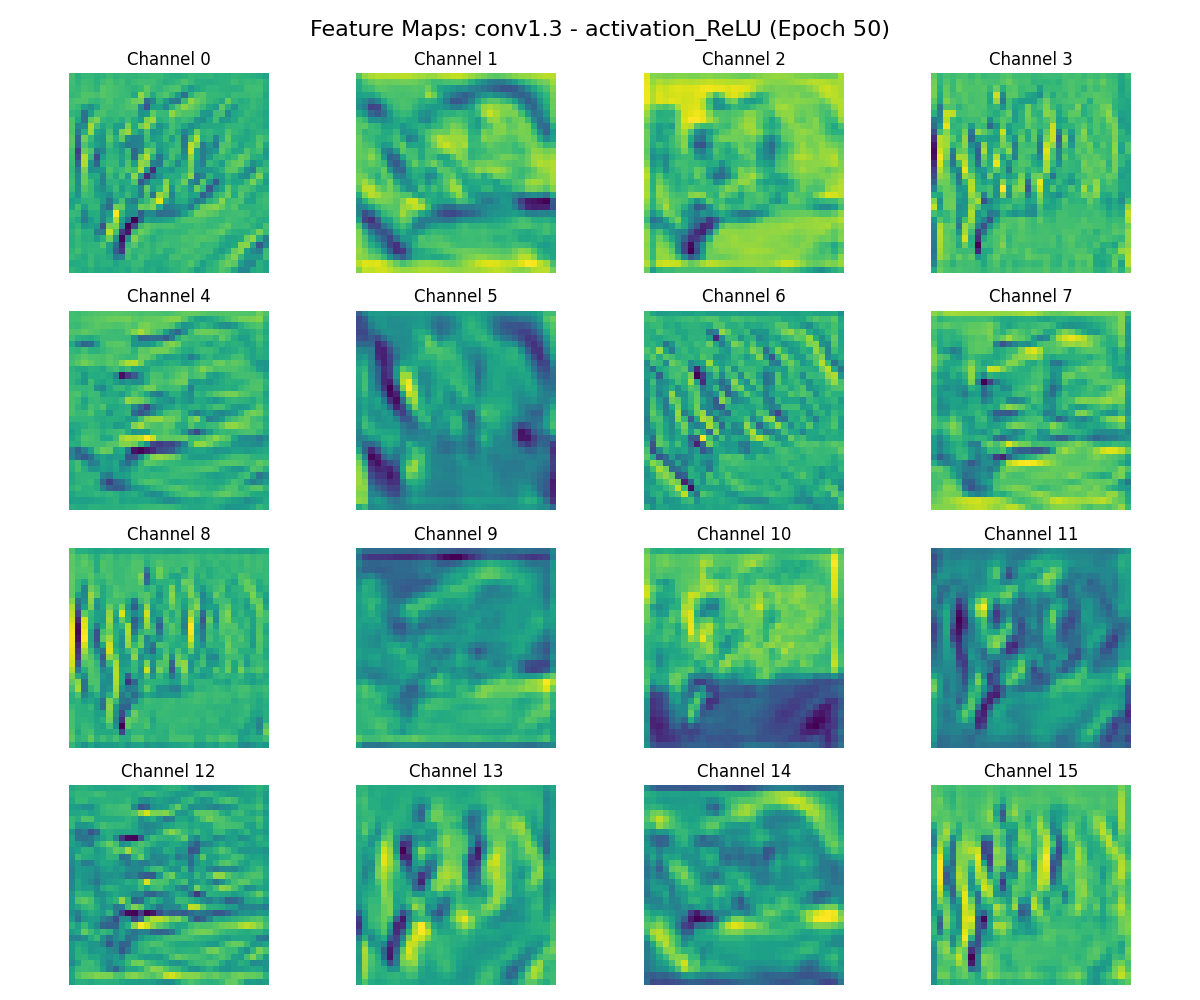 Feature Maps: conv1.3 - activation_ReLU (Epoch 50)
Channel 0
Channel 1
Channel 2
Channel 3
Channel 4
Channel 5
Channel 6
Channel 7
Channel 8
Channel 9
Channel 10
Channel 11
Channel 12
Channel 13
Channel 14
Channel 15